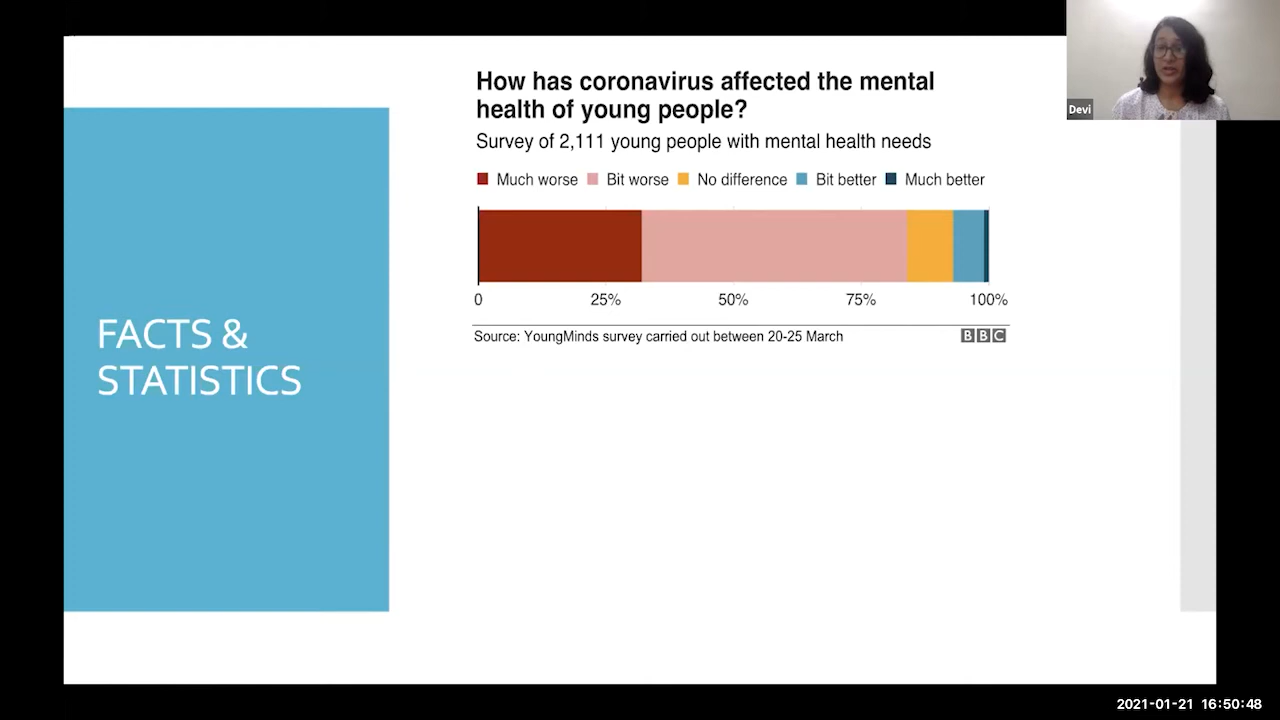 Devi
FACTS &
STATISTICS
How has coronavirus affected the mental
health of young people?
Survey of 2,111 young people with mental health needs
Much worse Bit worse No difference Bit better Much better
0 25% 50% 75% 100%
Source: YoungMinds survey carried out between 20-25 March BBC
2021-01-21 16:50:48